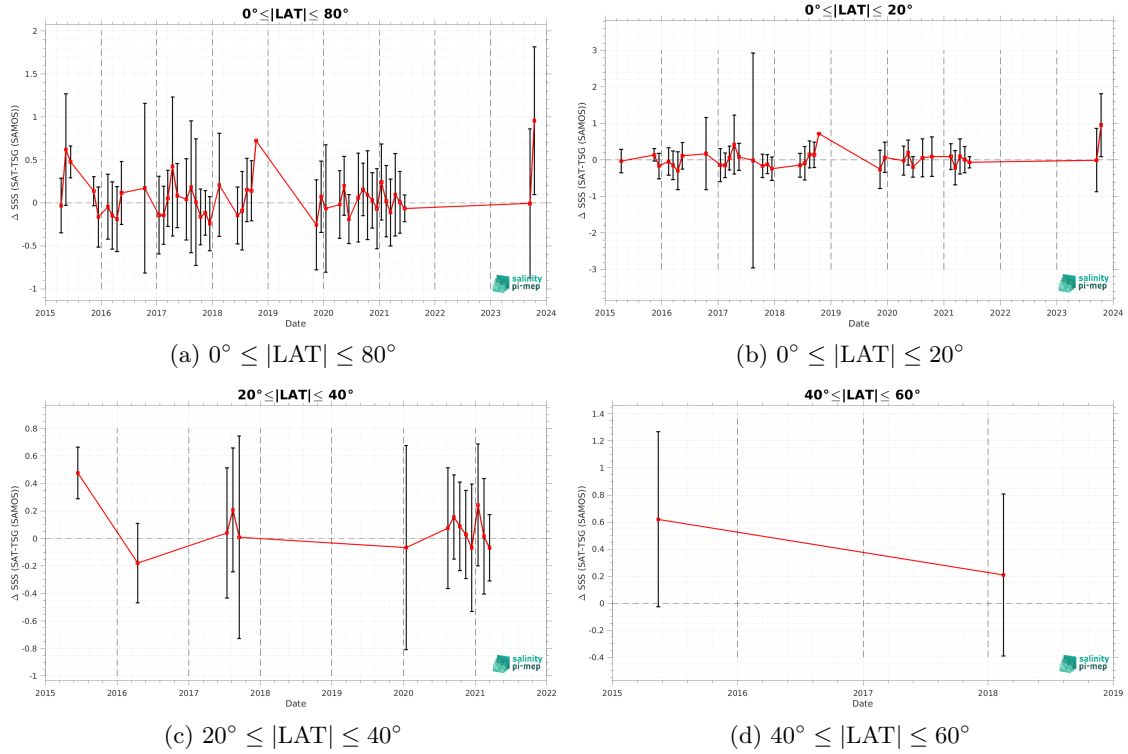 0°≤|LAT|≤ 80°
Δ SSS (SAT-TSG (SAMOS))
2
1.5
1
0.5
0
-0.5
-1
2015 2016 2017 2018 2019 2020 2021 2022 2023 2024
Date
salinity
pi-mep
(a) 0° ≤ |LAT| ≤ 80°
0°≤|LAT|≤ 20°
Δ SSS (SAT-TSG (SAMOS))
3
2
1
0
-1
-2
-3
2015 2016 2017 2018 2019 2020 2021 2022 2023 2024
Date
salinity
pi-mep
(b) 0° ≤ |LAT| ≤ 20°
20°≤|LAT|≤ 40°
Δ SSS (SAT-TSG (SAMOS))
0.8
0.6
0.4
0.2
0
-0.2
-0.4
-0.6
-0.8
-1
2015 2016 2017 2018 2019 2020 2021 2022
Date
salinity
pi-mep
(c) 20° ≤ |LAT| ≤ 40°
40°≤|LAT|≤ 60°
Δ SSS (SAT-TSG (SAMOS))
1.4
1.2
1
0.8
0.6
0.4
0.2
0
-0.2
-0.4
2015 2016 2017 2018 2019
Date
salinity
pi-mep
(d) 40° ≤ |LAT| ≤ 60°